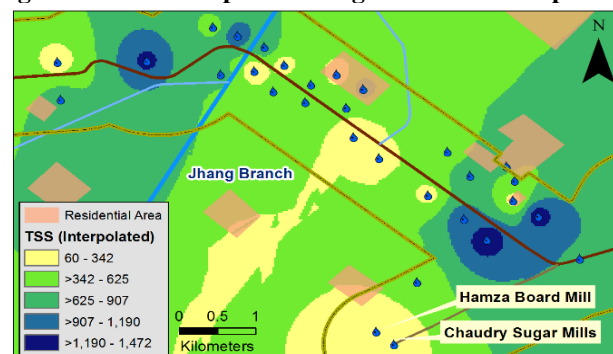 N
Jhang Branch
Residential Area
TSS (Interpolated)
60 - 342
>342 - 625
>625 - 907
>907 - 1,190
>1,190 - 1,472
0 0.5 1
Kilometers
Hamza Board Mill
Chaudry Sugar Mills